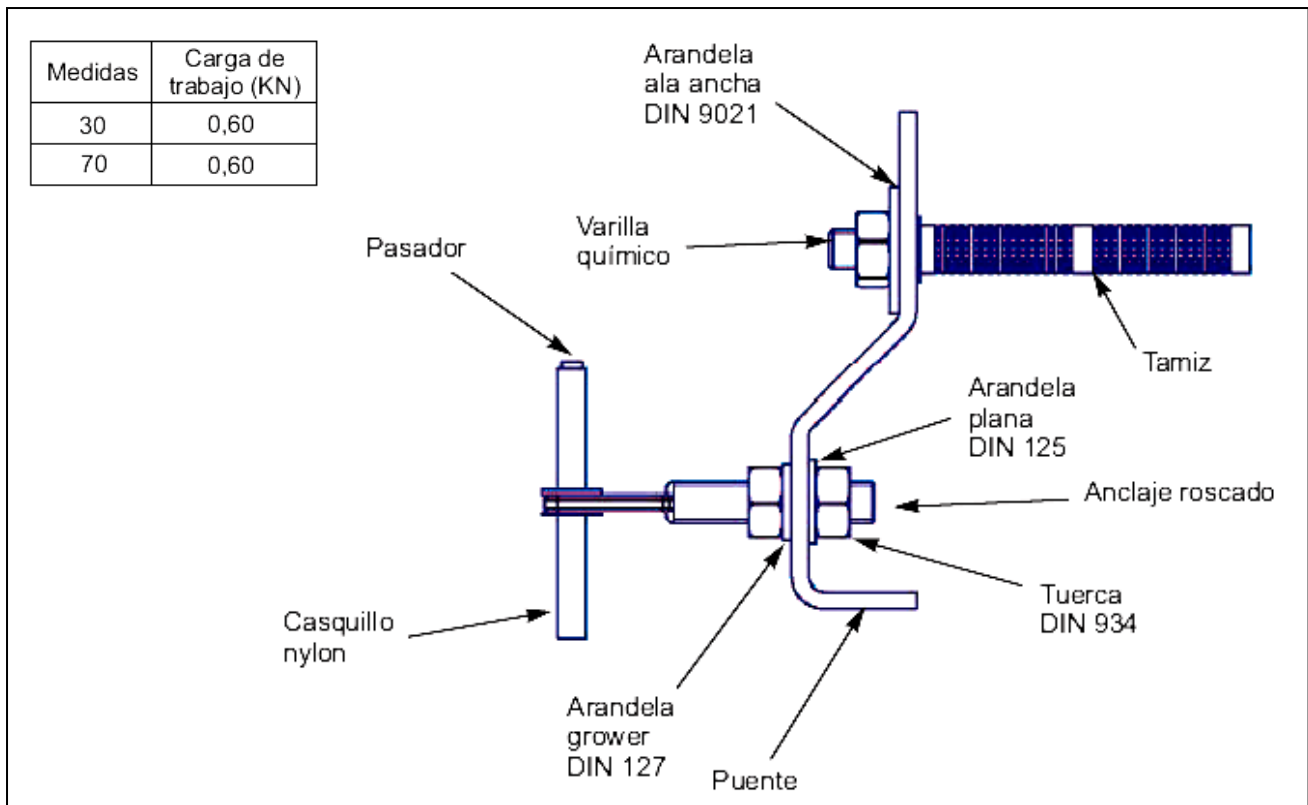 Medidas
Carga de
trabajo (KN)
30
0,60
70
0,60
Arandela
ala ancha
DIN 9021
Varilla
químico
Pasador
Tamiz
Arandela
plana
DIN 125
Anclaje roscado
Tuerca
DIN 934
Casquillo
nylon
Arandela
grower
DIN 127
Puente